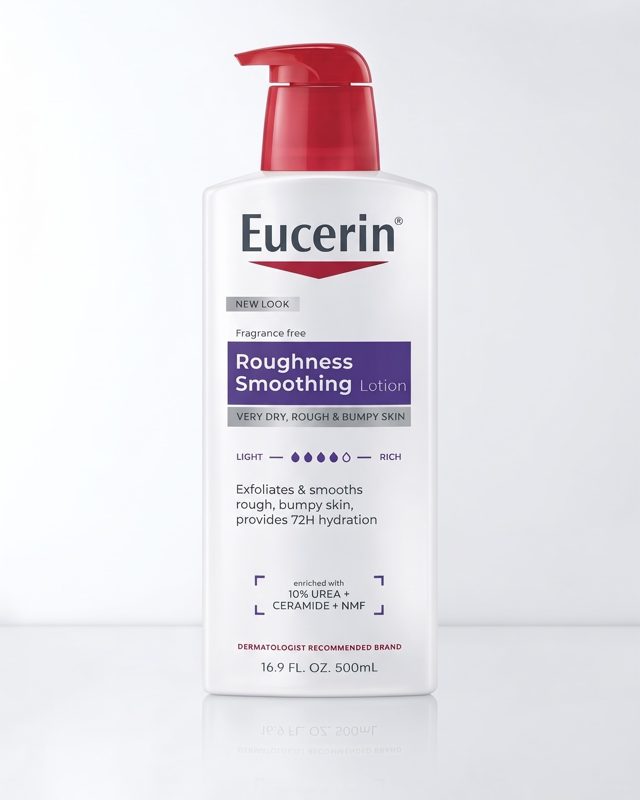 Eucerin®
NEW LOOK
Fragrance free
Roughness
Smoothing Lotion
VERY DRY, ROUGH & BUMPY SKIN
LIGHT — — RICH
Exfoliates & smooths
rough, bumpy skin,
provides 72H hydration
enriched with
10% UREA +
CERAMIDE + NMF
DERMATOLOGIST RECOMMENDED BRAND
16.9 FL. OZ. 500mL